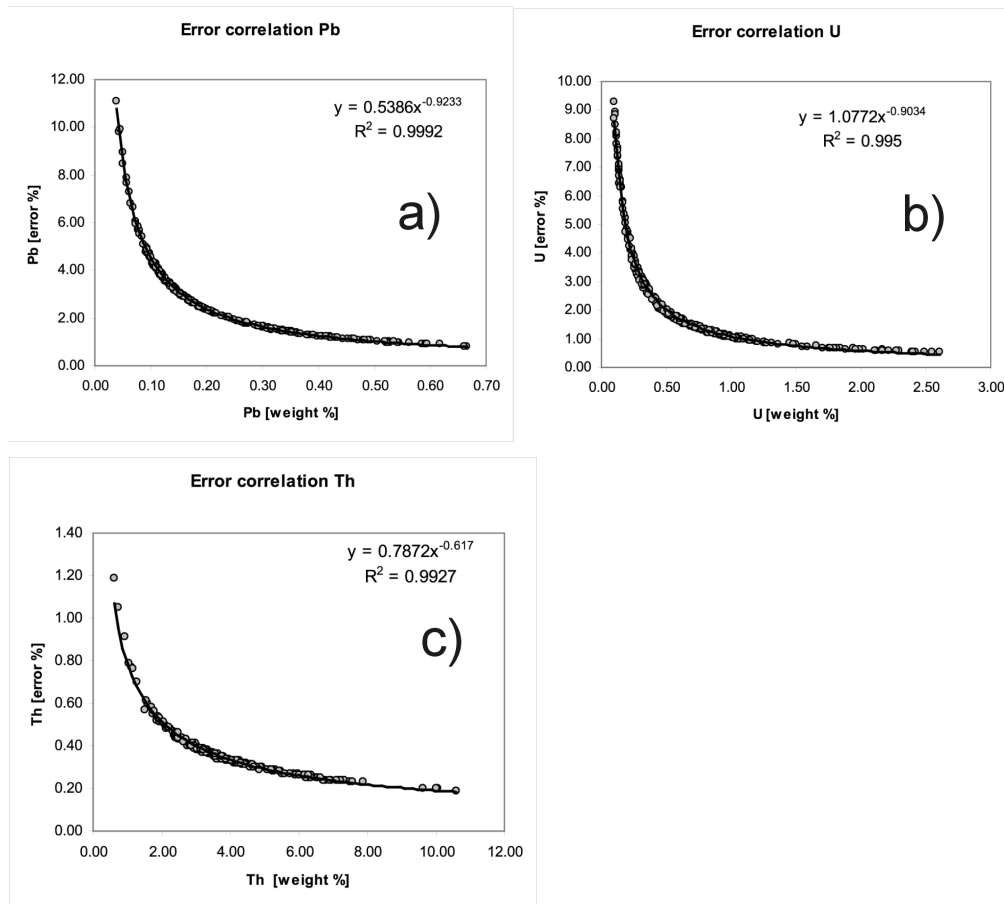 Error correlation Pb
12.00
10.00
8.00
6.00
4.00
2.00
0.00
Pb [error %]
y = 0.5386x^-0.9233
R² = 0.9992
a)
0.00 0.10 0.20 0.30 0.40 0.50 0.60 0.70
Pb [weight %]
Error correlation U
10.00
9.00
8.00
7.00
6.00
5.00
4.00
3.00
2.00
1.00
0.00
U [error %]
y = 1.0772x^-0.9034
R² = 0.995
b)
0.00 0.50 1.00 1.50 2.00 2.50 3.00
U [weight %]
Error correlation Th
1.40
1.20
1.00
0.80
0.60
0.40
0.20
0.00
Th [error %]
y = 0.7872x^-0.617
R² = 0.9927
c)
0.00 2.00 4.00 6.00 8.00 10.00 12.00
Th [weight %]